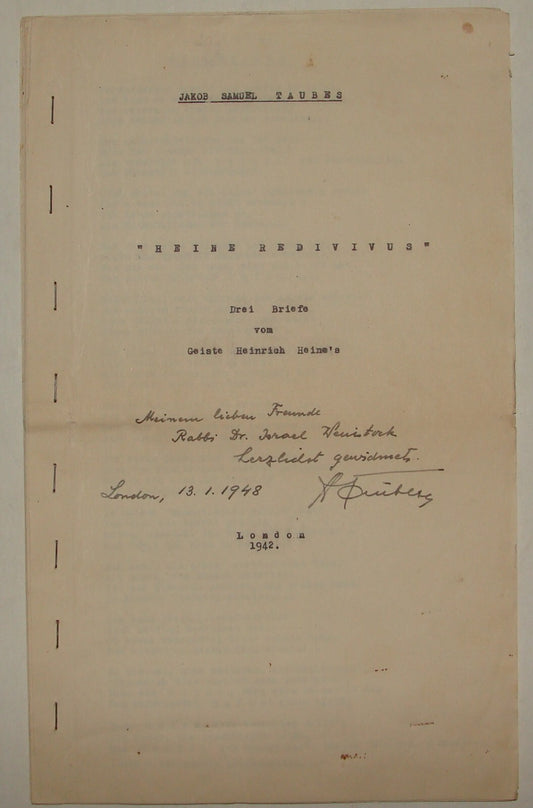 JAKOB SAMUEL TAUBES
"HEINE REDIVIVUS"
Drei Briefe
vom
Geiste Heinrich Heine's
Meinem lieben Freunde
Rabbi Dr. Israel Weinstock
herzlichst gewidmet.
London, 13.1.1948
London
1942.